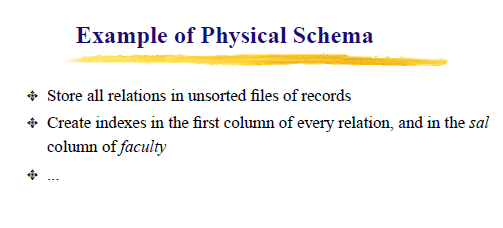 Example of Physical Schema
Store all relations in unsorted files of records
Create indexes in the first column of every relation, and in the sal
column of faculty
...